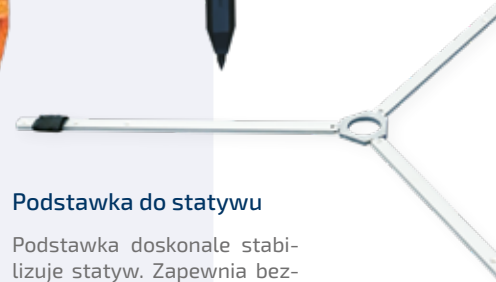 Podstawka do statywu
Podstawka doskonale stabi-
lizuje statyw. Zapewnia bez-